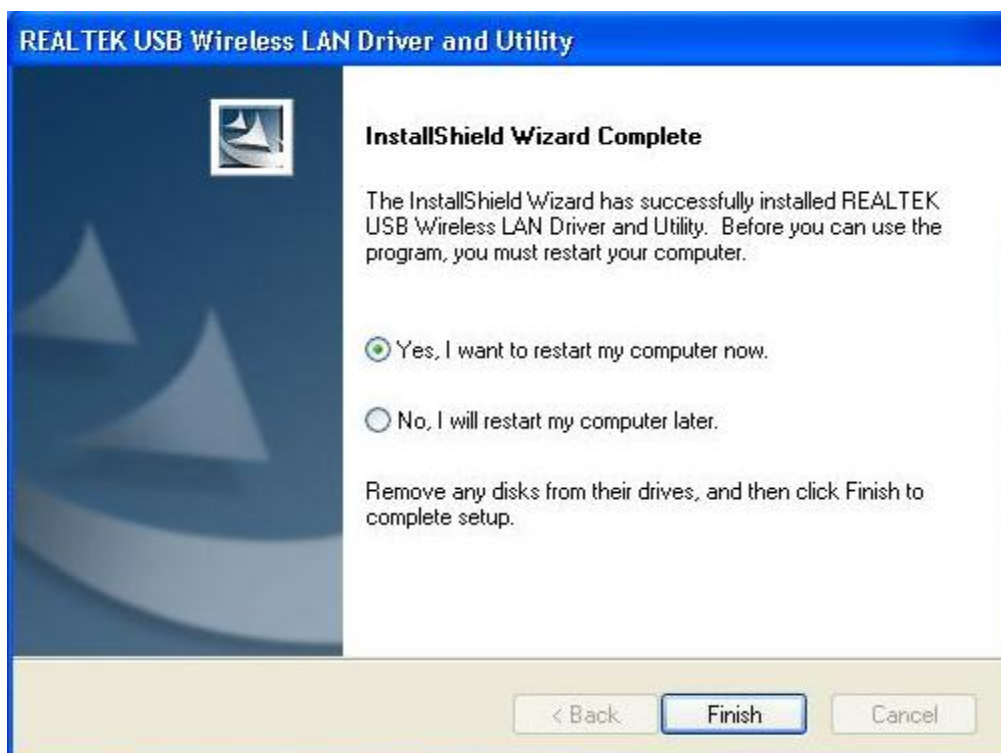 REALTEK USB Wireless LAN Driver and Utility
InstallShield Wizard Complete
The InstallShield Wizard has successfully installed REALTEK
USB Wireless LAN Driver and Utility.  Before you can use the
program, you must restart your computer.
Yes, I want to restart my computer now.
No, I will restart my computer later.
Remove any disks from their drives, and then click Finish to
complete setup.
< Back Finish Cancel